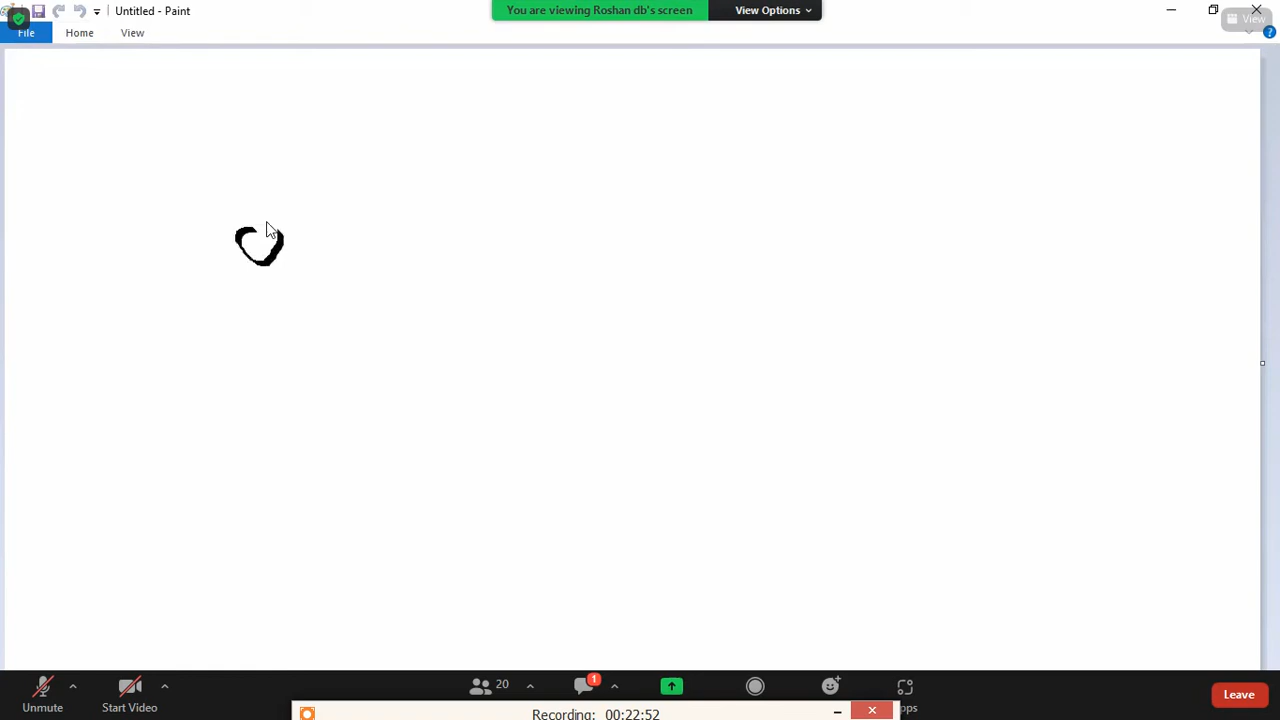 Untitled - Paint
You are viewing Roshan db's screen
View Options
View
File
Home
View
Unmute
Start Video
20
1
Leave
Recording: 00:22:52